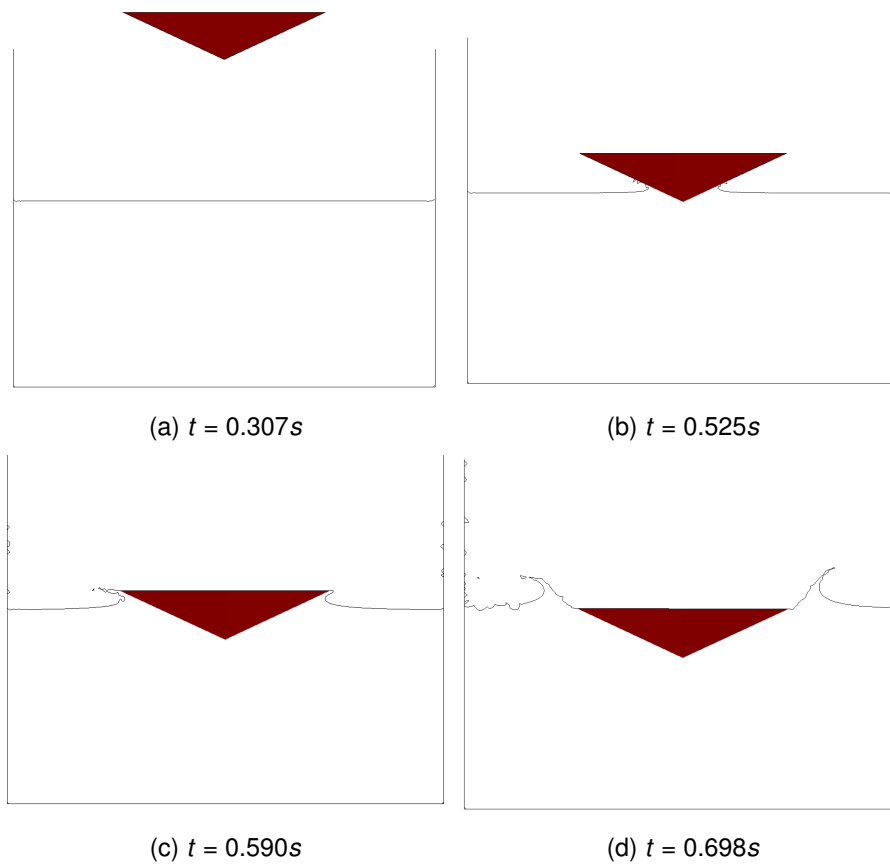 (a) t = 0.307s
(b) t = 0.525s
(c) t = 0.590s
(d) t = 0.698s